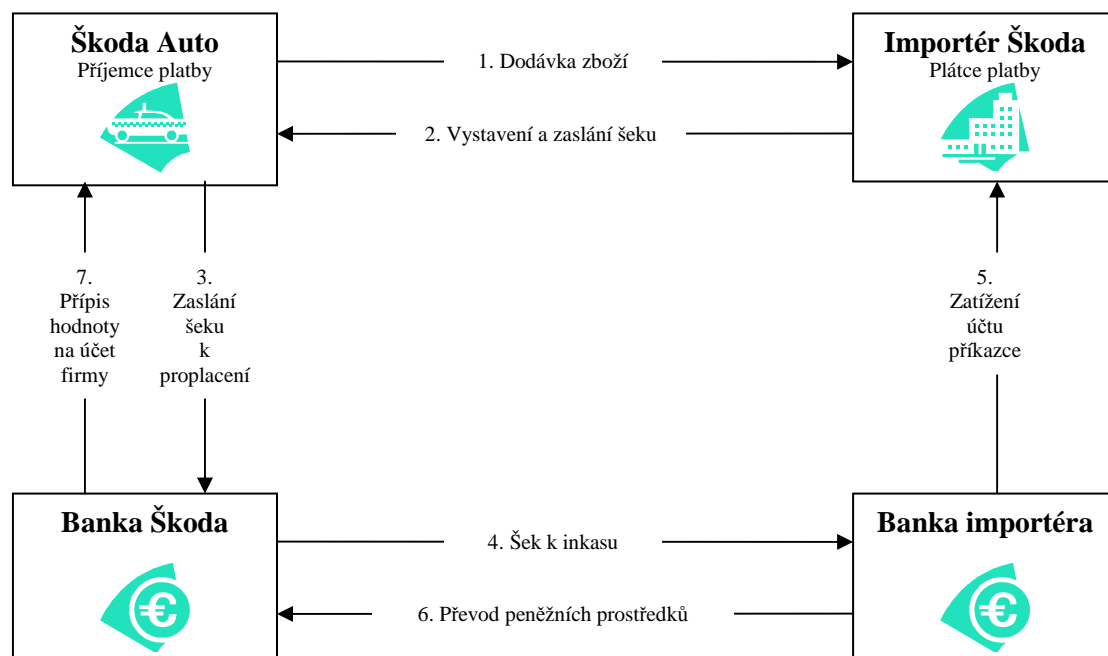 Škoda Auto
Příjemce platby
1. Dodávka zboží
Importér Škoda
Plátce platby
2. Vystavení a zaslání šeku
7.
Přípis
hodnoty
na účet
firmy
3.
Zaslání
šeku
k
proplacení
5.
Zatížení
účtu
příkazce
Banka Škoda
4. Šek k inkasu
Banka importéra
6. Převod peněžních prostředků
€
€